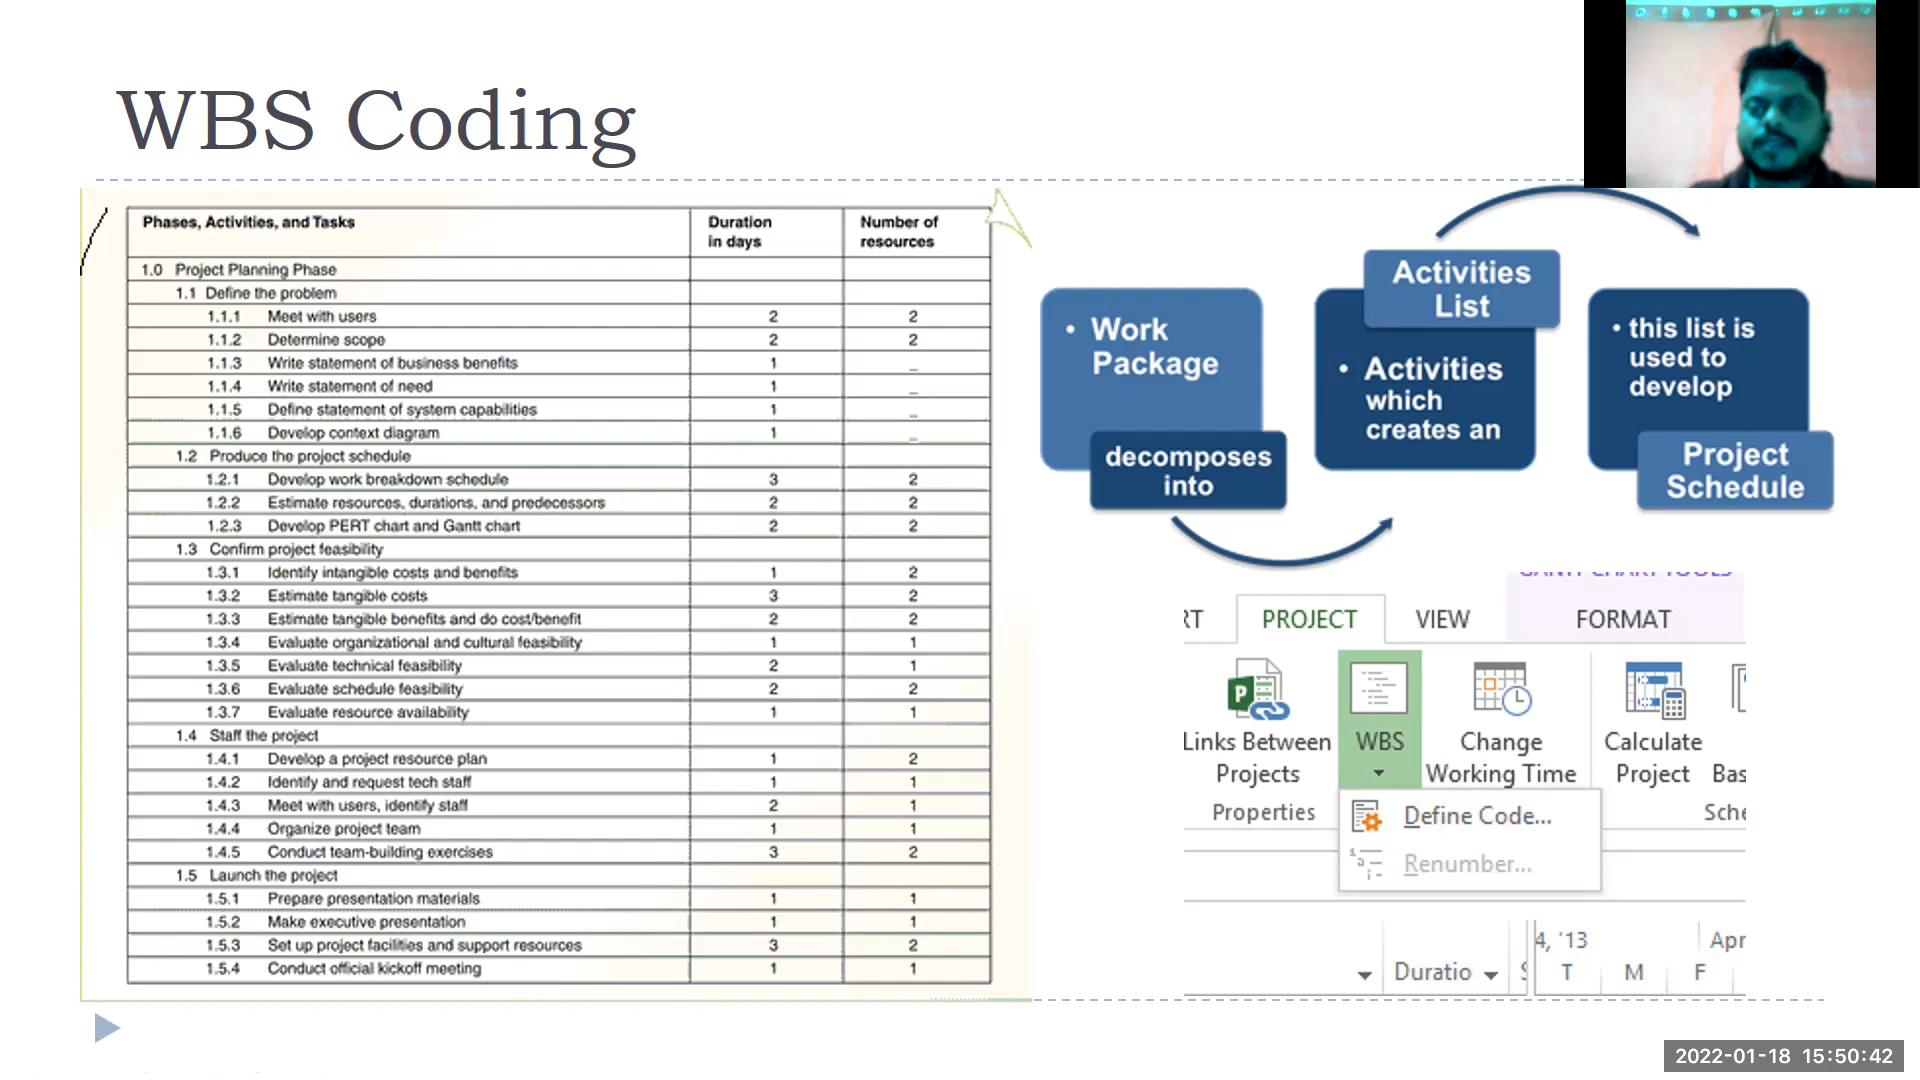 WBS Coding
Phases, Activities, and Tasks Duration in days Number of resources
1.0 Project Planning Phase
1.1 Define the problem
1.1.1 Meet with users 2 2
1.1.2 Determine scope 2 2
1.1.3 Write statement of business benefits 1 _
1.1.4 Write statement of need 1 _
1.1.5 Define statement of system capabilities 1 _
1.1.6 Develop context diagram 1 _
1.2 Produce the project schedule
1.2.1 Develop work breakdown schedule 3 2
1.2.2 Estimate resources, durations, and predecessors 2 2
1.2.3 Develop PERT chart and Gantt chart 2 2
1.3 Confirm project feasibility
1.3.1 Identify intangible costs and benefits 1 2
1.3.2 Estimate tangible costs 3 2
1.3.3 Estimate tangible benefits and do cost/benefit 2 2
1.3.4 Evaluate organizational and cultural feasibility 1 1
1.3.5 Evaluate technical feasibility 2 1
1.3.6 Evaluate schedule feasibility 2 2
1.3.7 Evaluate resource availability 1 1
1.4 Staff the project
1.4.1 Develop a project resource plan 1 2
1.4.2 Identify and request tech staff 1 1
1.4.3 Meet with users, identify staff 2 1
1.4.4 Organize project team 1 1
1.4.5 Conduct team-building exercises 3 2
1.5 Launch the project
1.5.1 Prepare presentation materials 1 1
1.5.2 Make executive presentation 1 1
1.5.3 Set up project facilities and support resources 3 2
1.5.4 Conduct official kickoff meeting 1 1
• Work
Package
decomposes
into
Activities
List
• Activities
which
creates an
• this list is
used to
develop
Project
Schedule
RT PROJECT VIEW FORMAT
Links Between
Projects
WBS
Change
Working Time
Calculate
Project
Bas
Properties
Sche
Define Code...
Renumber...
4, '13 Apr
Duratio T M F
2022-01-18 15:50:42